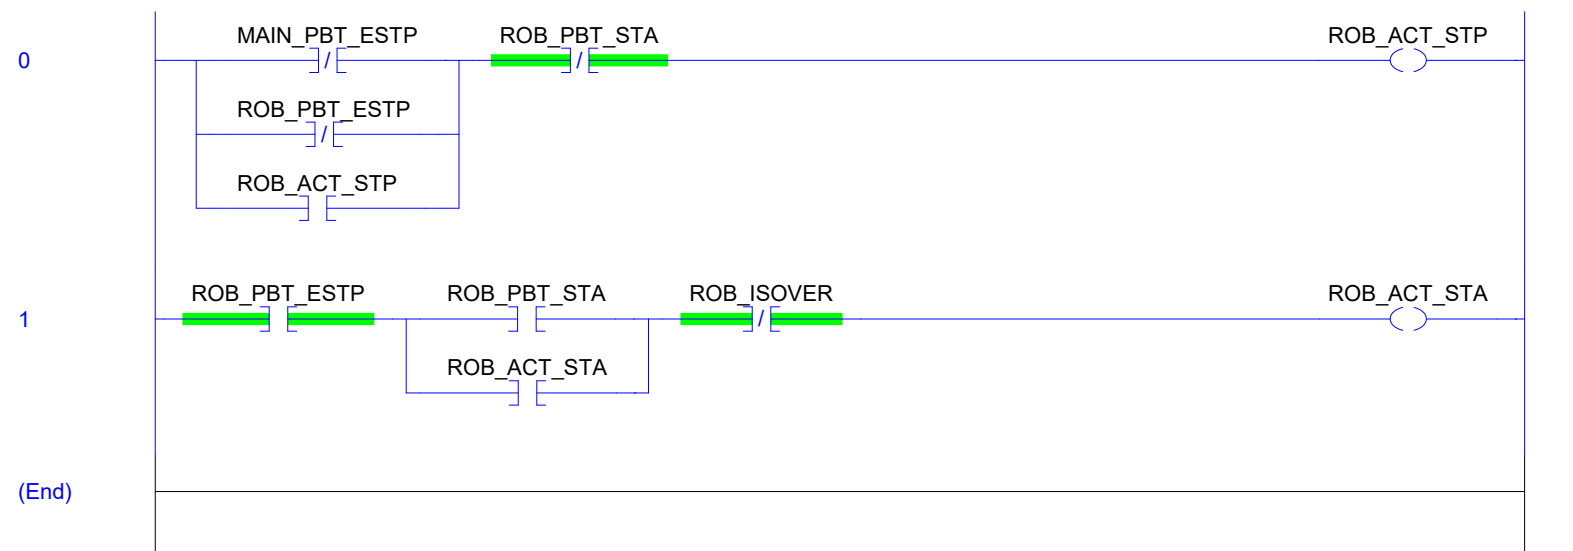 MAIN_PBT_ESTP ROB_PBT_STA ROB_ACT_STP
0
ROB_PBT_ESTP
ROB_ACT_STP
ROB_PBT_ESTP ROB_PBT_STA ROB_ISOVER ROB_ACT_STA
1
ROB_ACT_STA
(End)